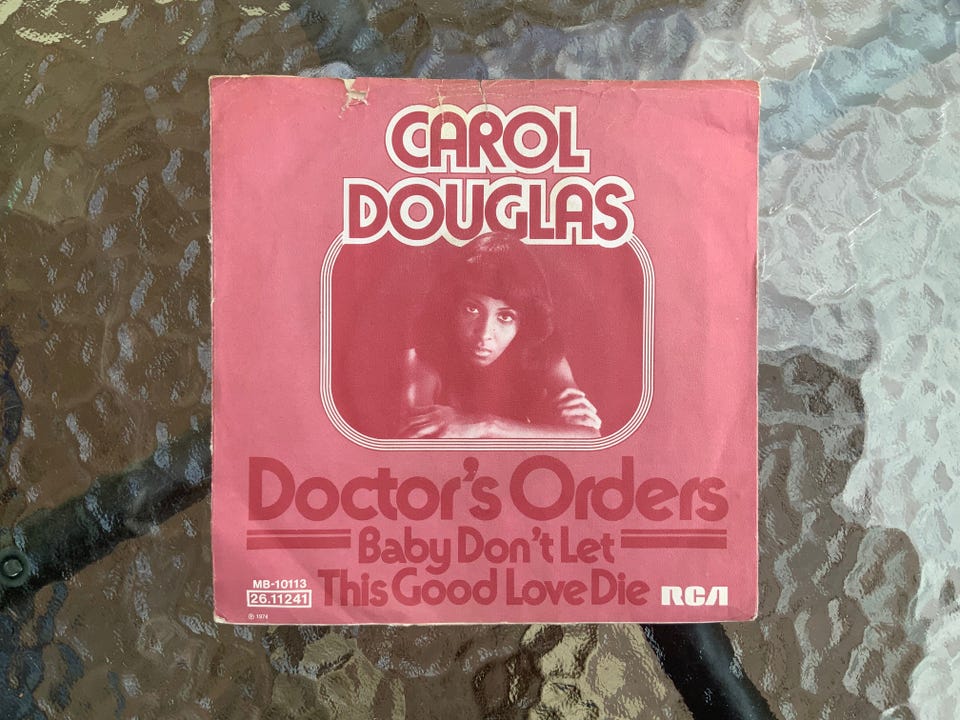 CAROL
DOUGLAS
Doctor's Orders
Baby Don't Let
This Good Love Die
MB-10113
26.11241
℗ 1974
RCA